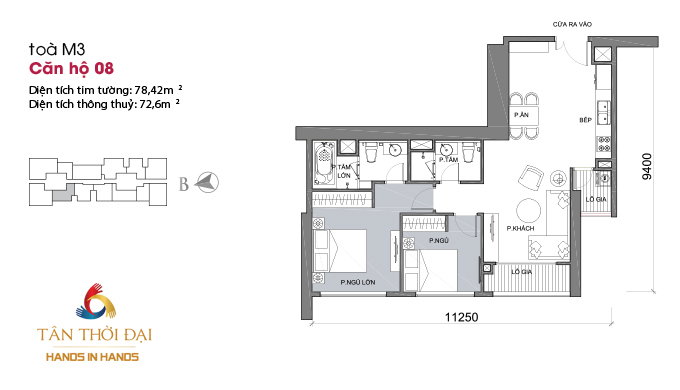 toà M3
Căn hộ 08
Diện tích tim tường: 78,42m ²
Diện tích thông thuỷ: 72,6m ²
B
TÂN THỜI ĐẠI
HANDS IN HANDS
CỬA RA VÀO
P.ĂN
BẾP
P.TẮM LỚN
P.TẮM
LÔ GIA
P.KHÁCH
P.NGỦ
LÔ GIA
P.NGỦ LỚN
9400
11250